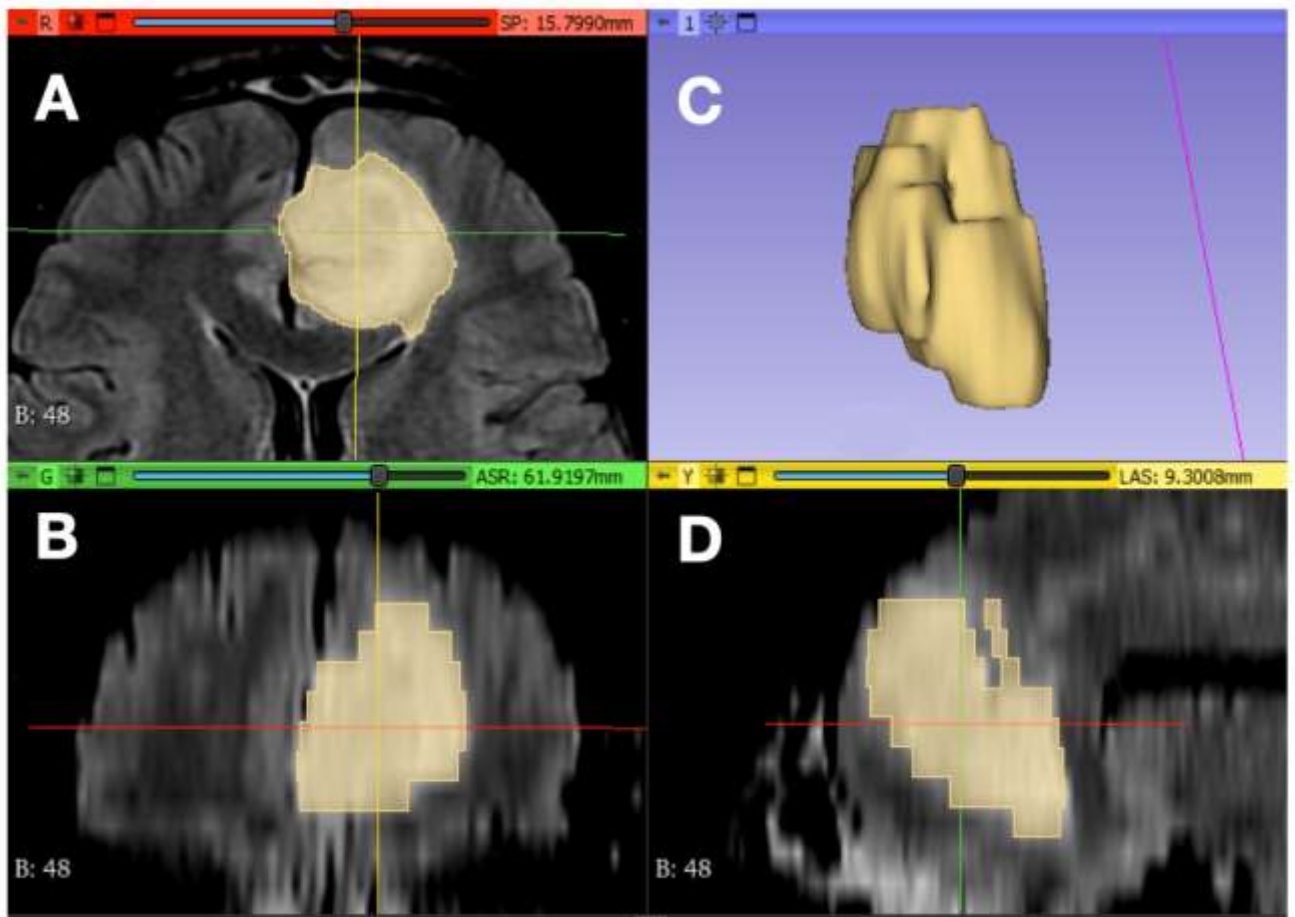 R SP: 15.7990mm
1
A
C
B: 48
G ASR: 61.9197mm
Y LAS: 9.3008mm
B
D
B: 48
B: 48